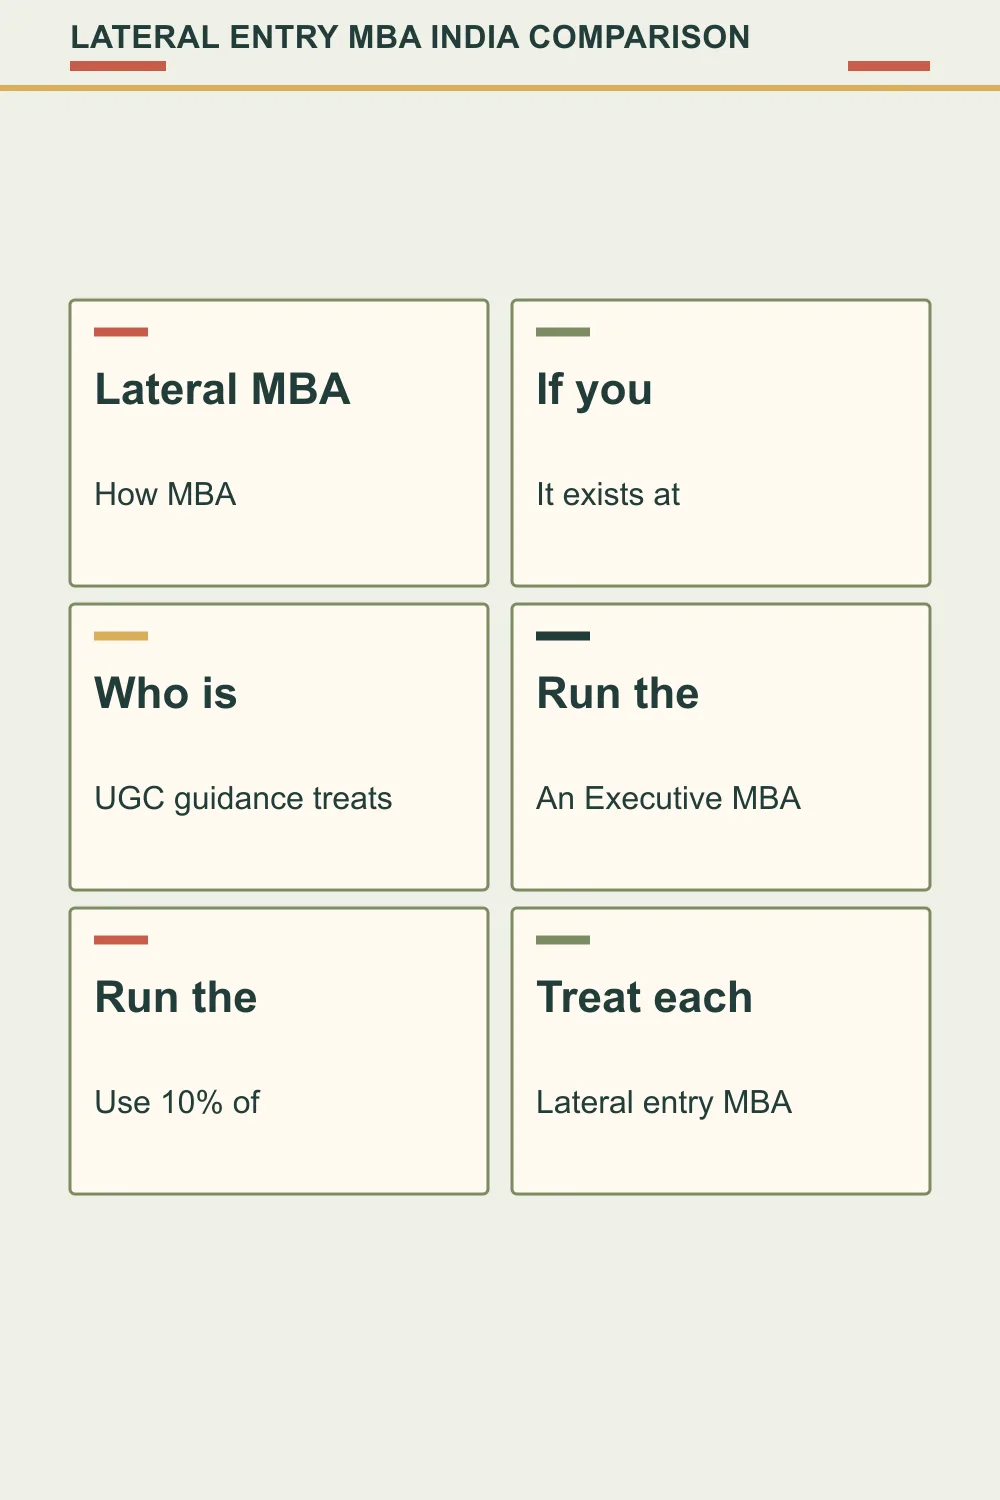 LATERAL ENTRY MBA INDIA COMPARISON
Lateral MBA
How MBA
If you
It exists at
Who is
UGC guidance treats
Run the
An Executive MBA
Run the
Use 10% of
Treat each
Lateral entry MBA